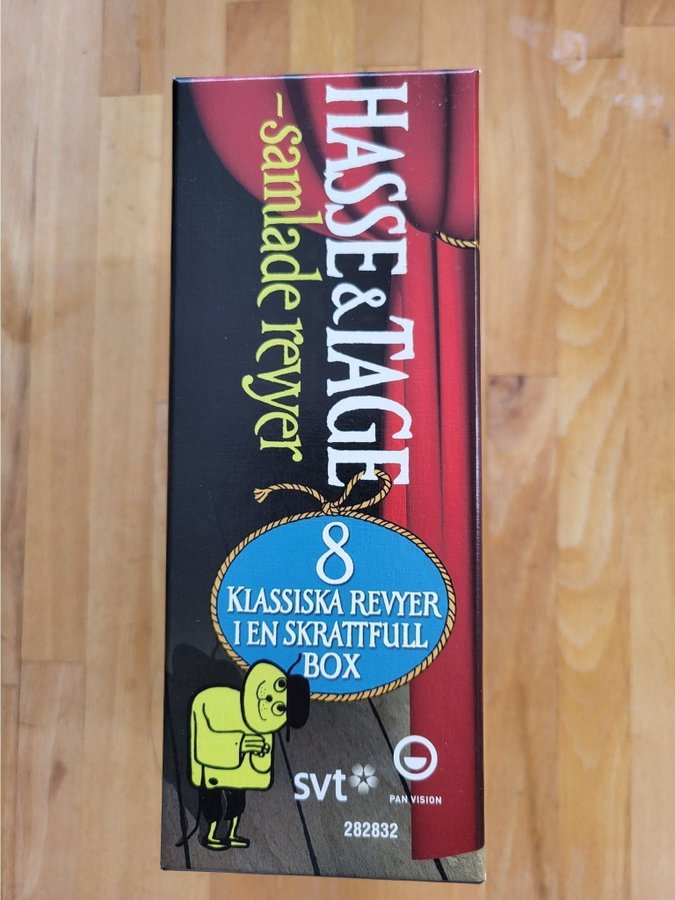 HASSE & TAGE
–samlade revyer
8
KLASSISKA REVYER
I EN SKRATTFULL
BOX
svt
PAN VISION
282832